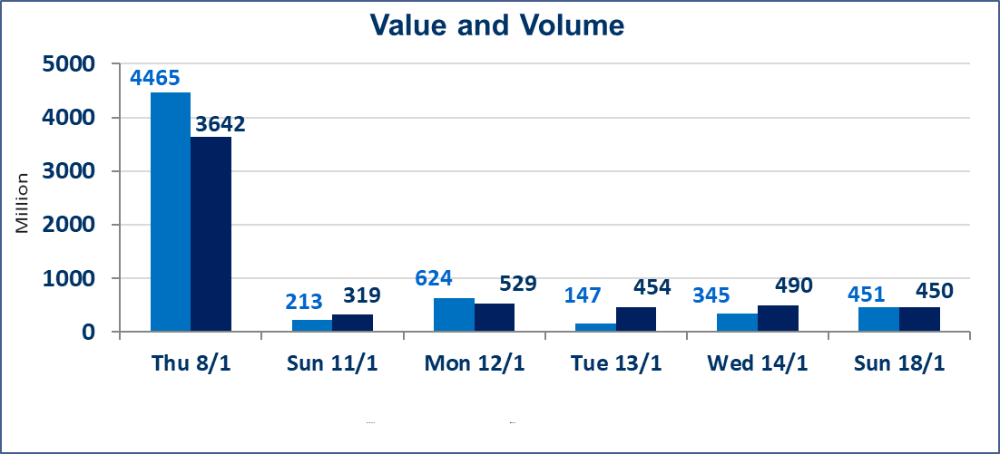 Value and Volume
5000
4000
3000
2000
1000
0
Million
4465
3642
213
319
624
529
147
454
345
490
451
450
Thu 8/1
Sun 11/1
Mon 12/1
Tue 13/1
Wed 14/1
Sun 18/1